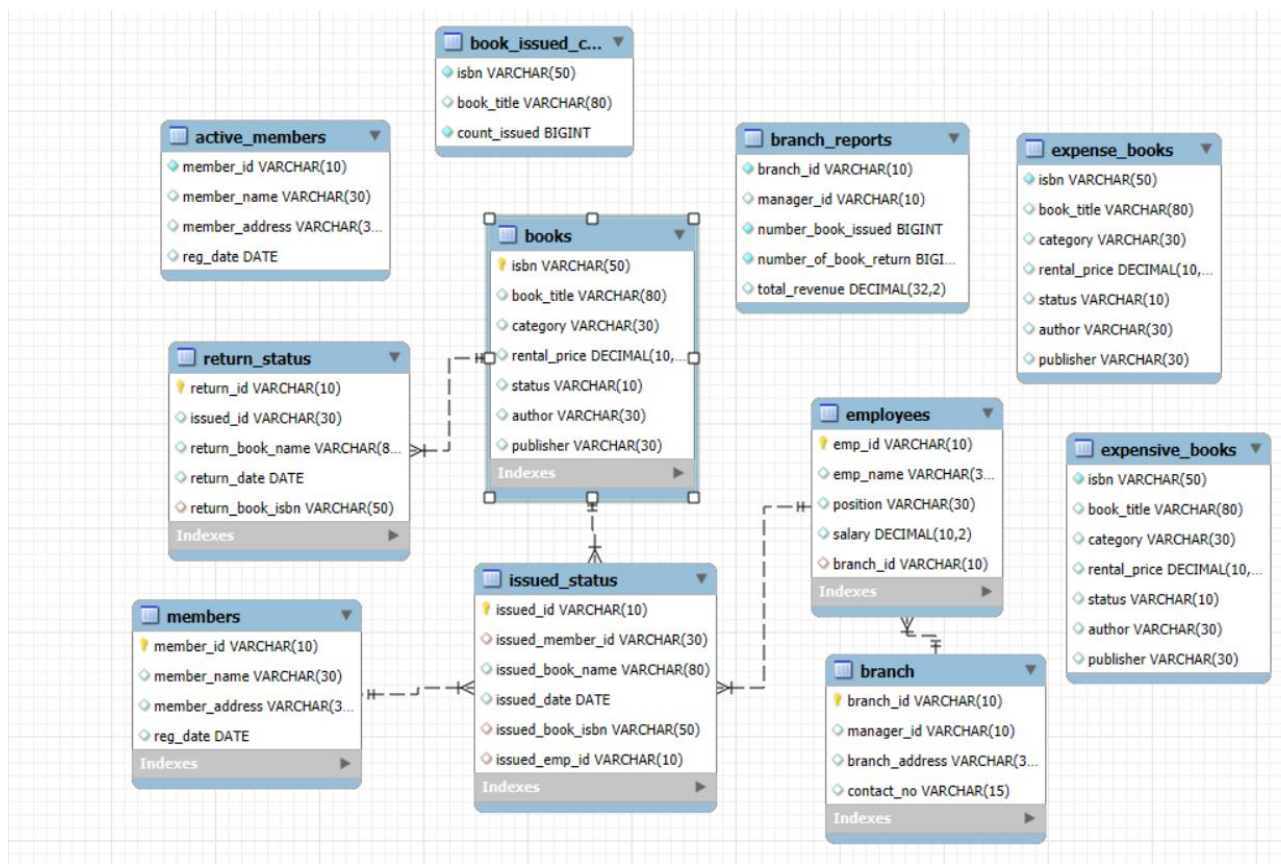 book_issued_c...
isbn VARCHAR(50)
book_title VARCHAR(80)
count_issued BIGINT
active_members
member_id VARCHAR(10)
member_name VARCHAR(30)
member_address VARCHAR(3...
reg_date DATE
branch_reports
branch_id VARCHAR(10)
manager_id VARCHAR(10)
number_book_issued BIGINT
number_of_book_return BIGI...
total_revenue DECIMAL(32,2)
expense_books
isbn VARCHAR(50)
book_title VARCHAR(80)
category VARCHAR(30)
rental_price DECIMAL(10,...
status VARCHAR(10)
author VARCHAR(30)
publisher VARCHAR(30)
books
isbn VARCHAR(50)
book_title VARCHAR(80)
category VARCHAR(30)
rental_price DECIMAL(10,...
status VARCHAR(10)
author VARCHAR(30)
publisher VARCHAR(30)
Indexes
return_status
return_id VARCHAR(10)
issued_id VARCHAR(30)
return_book_name VARCHAR(8...
return_date DATE
return_book_isbn VARCHAR(50)
Indexes
employees
emp_id VARCHAR(10)
emp_name VARCHAR(3...
position VARCHAR(30)
salary DECIMAL(10,2)
branch_id VARCHAR(10)
Indexes
expensive_books
isbn VARCHAR(50)
book_title VARCHAR(80)
category VARCHAR(30)
rental_price DECIMAL(10,...
status VARCHAR(10)
author VARCHAR(30)
publisher VARCHAR(30)
issued_status
issued_id VARCHAR(10)
issued_member_id VARCHAR(30)
issued_book_name VARCHAR(80)
issued_date DATE
issued_book_isbn VARCHAR(50)
issued_emp_id VARCHAR(10)
Indexes
members
member_id VARCHAR(10)
member_name VARCHAR(30)
member_address VARCHAR(3...
reg_date DATE
Indexes
branch
branch_id VARCHAR(10)
manager_id VARCHAR(10)
branch_address VARCHAR(3...
contact_no VARCHAR(15)
Indexes